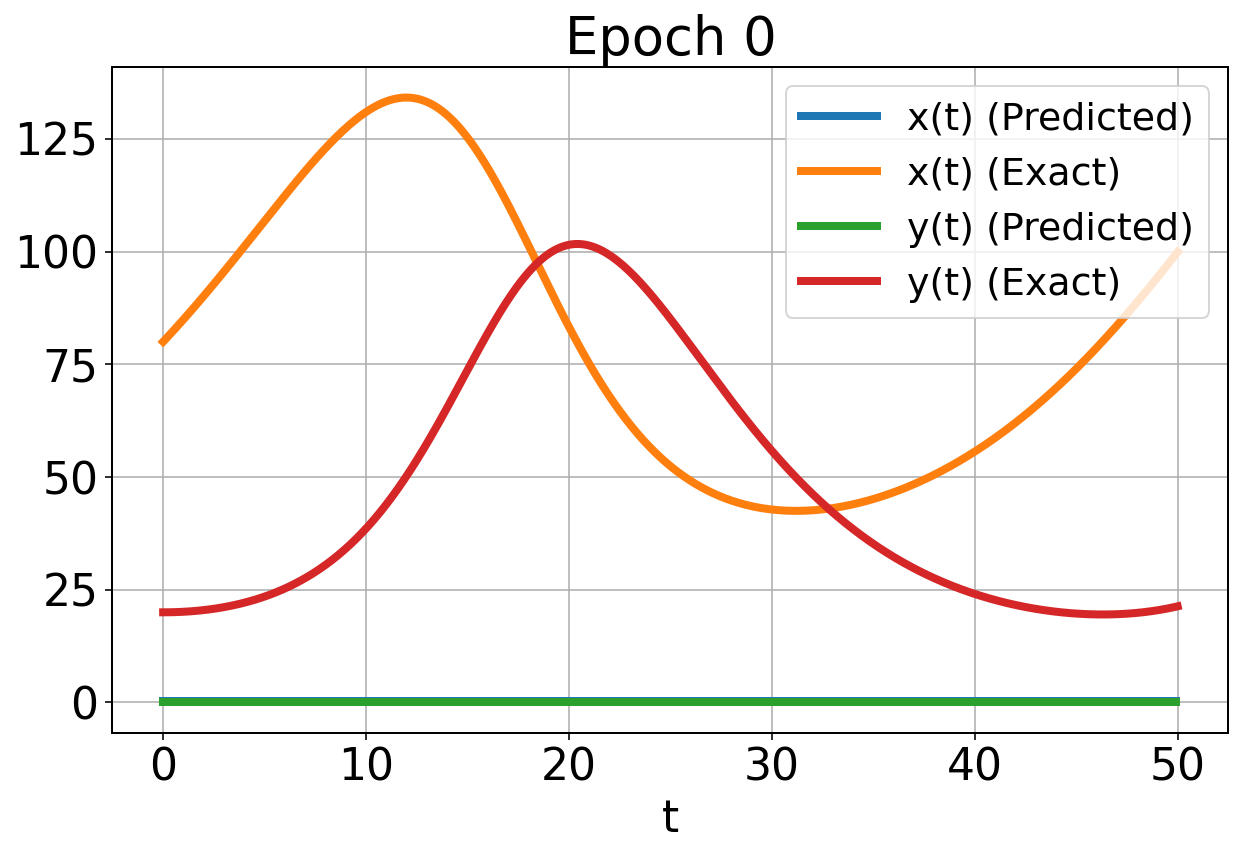 Epoch 0
x(t) (Predicted)
x(t) (Exact)
y(t) (Predicted)
y(t) (Exact)
125
100
75
50
25
0
0 10 20 30 40 50
t